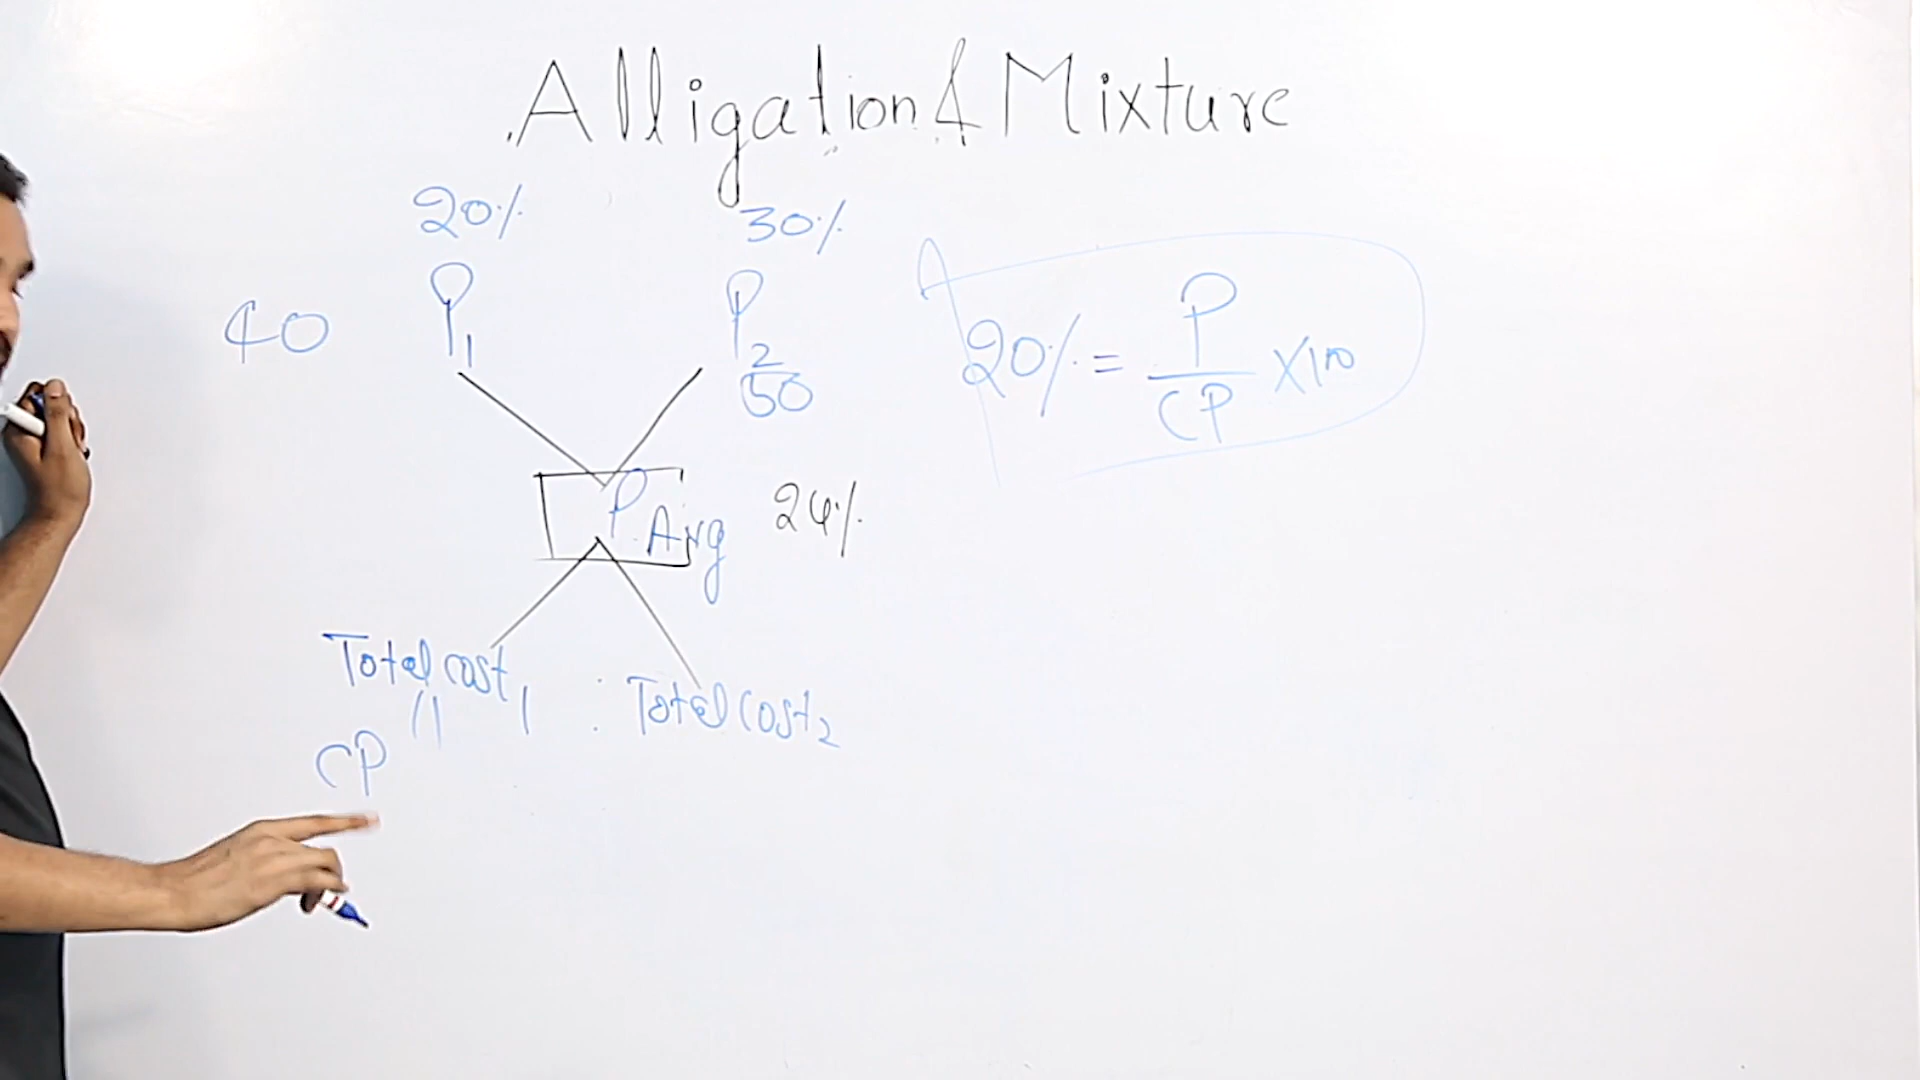 Alligation & Mixture
20% 30%
40 P1 P2
50
20% = P/CP × 100
P Avg 24%
Total cost1 : Total cost2
||
CP